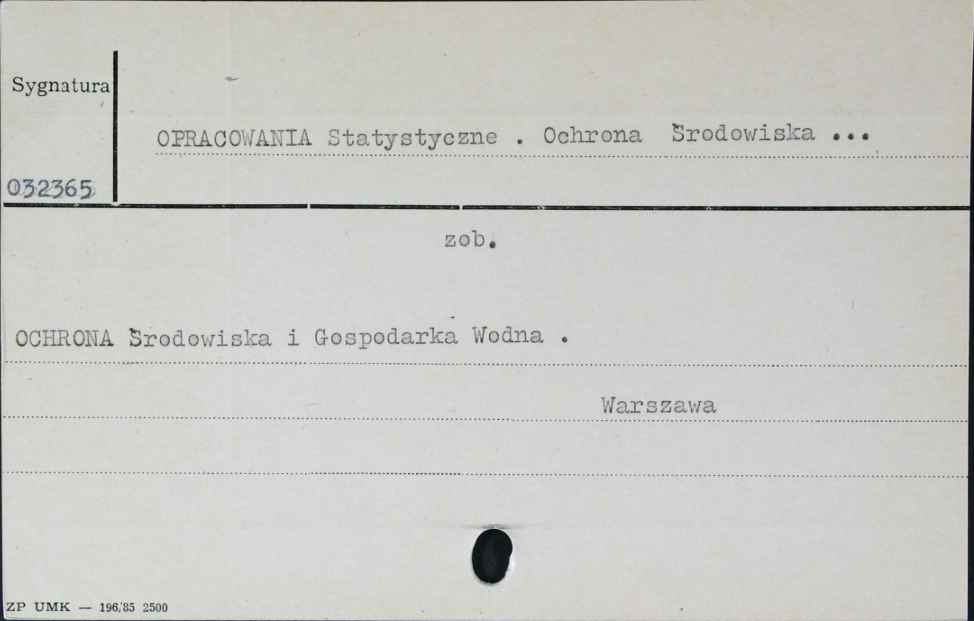 Sygnatura
OPRACOWANIA Statystyczne . Ochrona Środowiska ...
032365
zob.
OCHRONA Środowiska i Gospodarka Wodna .
Warszawa
ZP UMK — 196/85 2500